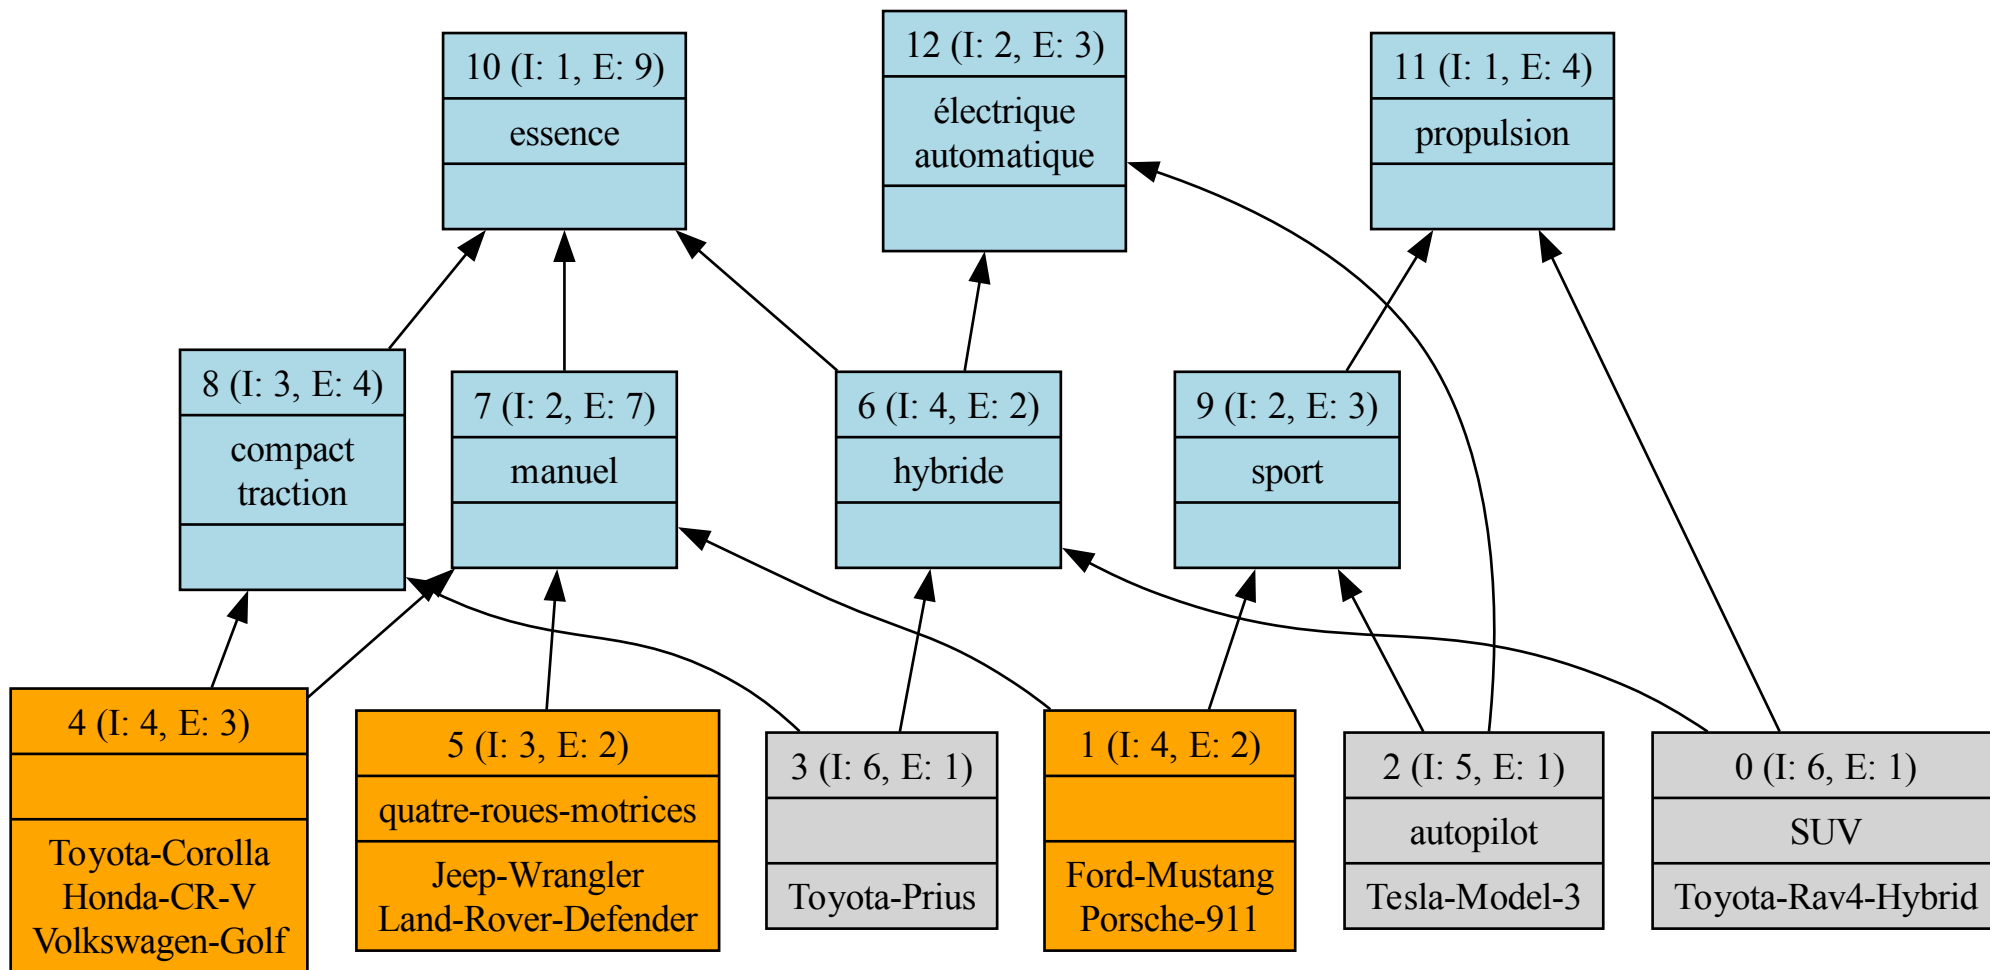 10 (I: 1, E: 9)
essence
12 (I: 2, E: 3)
électrique
automatique
11 (I: 1, E: 4)
propulsion
8 (I: 3, E: 4)
compact
traction
7 (I: 2, E: 7)
manuel
6 (I: 4, E: 2)
hybride
9 (I: 2, E: 3)
sport
4 (I: 4, E: 3)
Toyota-Corolla
Honda-CR-V
Volkswagen-Golf
5 (I: 3, E: 2)
quatre-roues-motrices
Jeep-Wrangler
Land-Rover-Defender
3 (I: 6, E: 1)
Toyota-Prius
1 (I: 4, E: 2)
Ford-Mustang
Porsche-911
2 (I: 5, E: 1)
autopilot
Tesla-Model-3
0 (I: 6, E: 1)
SUV
Toyota-Rav4-Hybrid